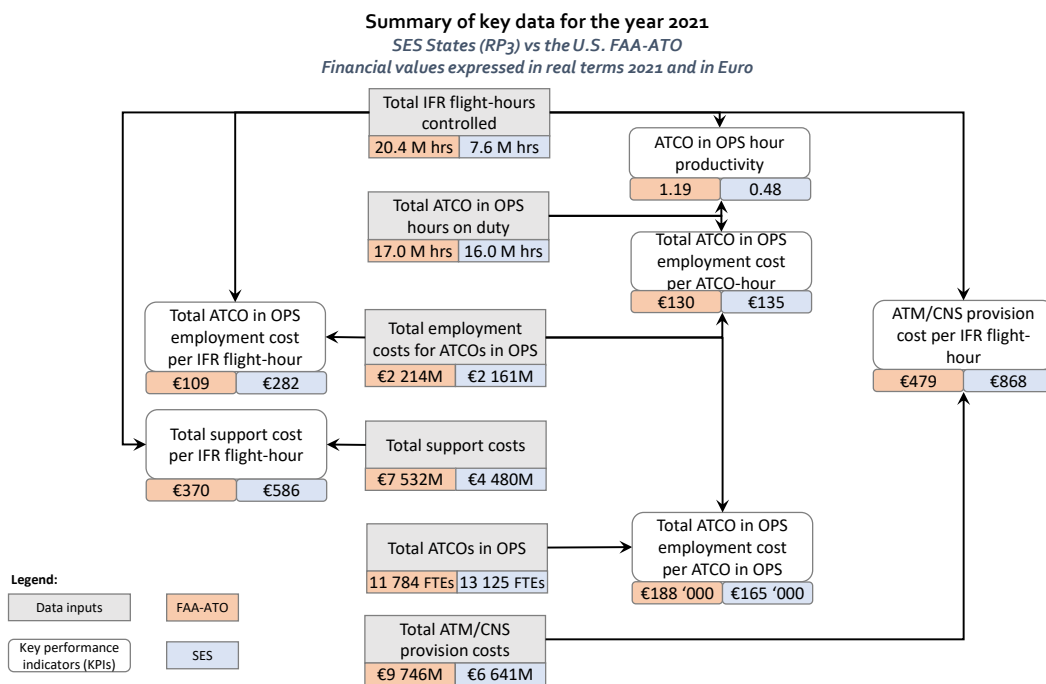 Summary of key data for the year 2021
SES States (RP3) vs the U.S. FAA-ATO
Financial values expressed in real terms 2021 and in Euro
Total IFR flight-hours
controlled
20.4 M hrs 7.6 M hrs
ATCO in OPS hour
productivity
1.19 0.48
Total ATCO in OPS
hours on duty
17.0 M hrs 16.0 M hrs
Total ATCO in OPS
employment cost
per ATCO-hour
€130 €135
Total ATCO in OPS
employment cost
per IFR flight-hour
€109 €282
Total employment
costs for ATCOs in OPS
€2 214M €2 161M
ATM/CNS provision
cost per IFR flight-
hour
€479 €868
Total support cost
per IFR flight-hour
€370 €586
Total support costs
€7 532M €4 480M
Total ATCOs in OPS
11 784 FTEs 13 125 FTEs
Total ATCO in OPS
employment cost
per ATCO in OPS
€188 ‘000 €165 ‘000
Total ATM/CNS
provision costs
€9 746M €6 641M
Legend:
Data inputs
FAA-ATO
Key performance
indicators (KPIs)
SES